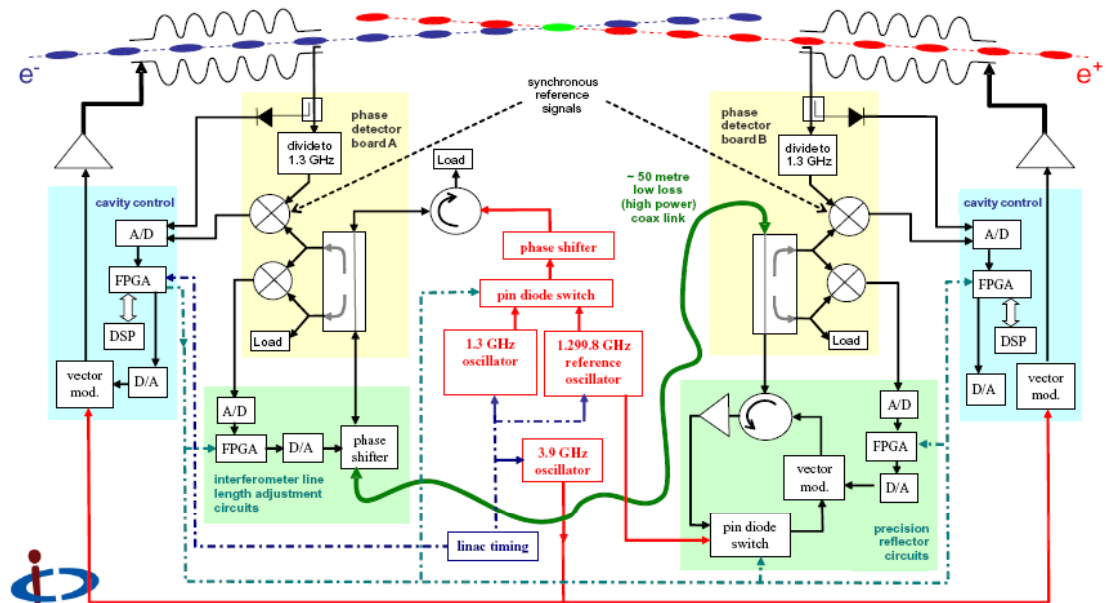 e-
e+
synchronous
reference
signals
phase
detector
board A
divide to
1.3 GHz
Load
~ 50 metre
low loss
(high power)
coax link
phase
detector
board B
divide to
1.3 GHz
cavity control
A/D
FPGA
DSP
D/A
vector
mod.
Load
phase shifter
pin diode switch
1.3 GHz
oscillator
1.299.8 GHz
reference
oscillator
3.9 GHz
oscillator
linac timing
A/D
FPGA
D/A
phase
shifter
interferometer line
length adjustment
circuits
Load
cavity control
A/D
FPGA
DSP
D/A
vector
mod.
A/D
FPGA
D/A
vector
mod.
pin diode
switch
precision
reflector
circuits